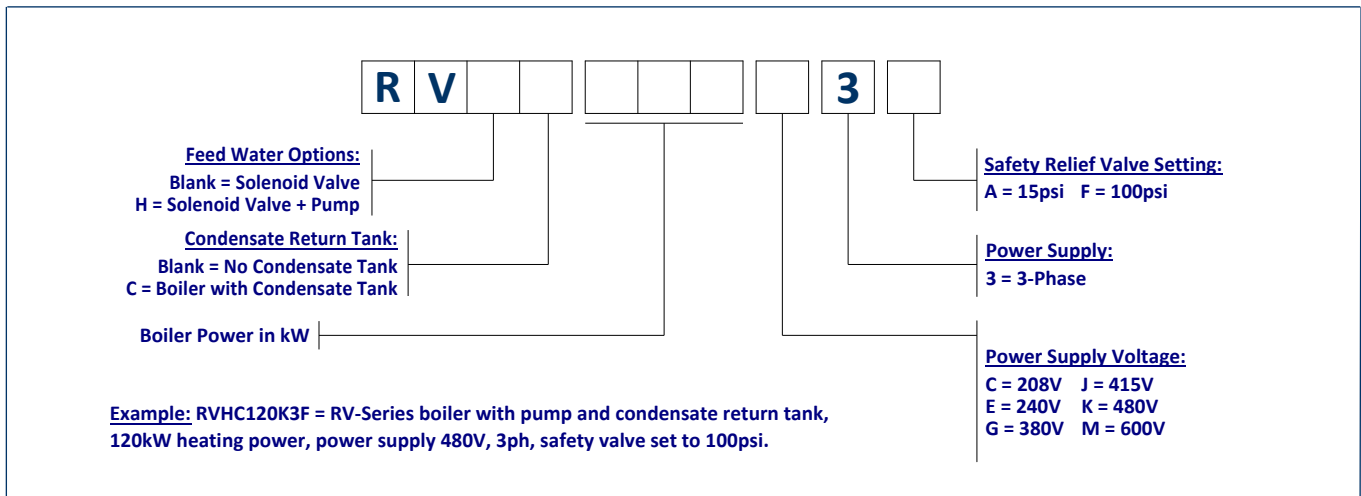 R V 3
Feed Water Options:
Blank = Solenoid Valve
H = Solenoid Valve + Pump
Condensate Return Tank:
Blank = No Condensate Tank
C = Boiler with Condensate Tank
Boiler Power in kW
Safety Relief Valve Setting:
A = 15psi F = 100psi
Power Supply:
3 = 3-Phase
Power Supply Voltage:
C = 208V J = 415V
E = 240V K = 480V
G = 380V M = 600V
Example: RVHC120K3F = RV-Series boiler with pump and condensate return tank,
120kW heating power, power supply 480V, 3ph, safety valve set to 100psi.